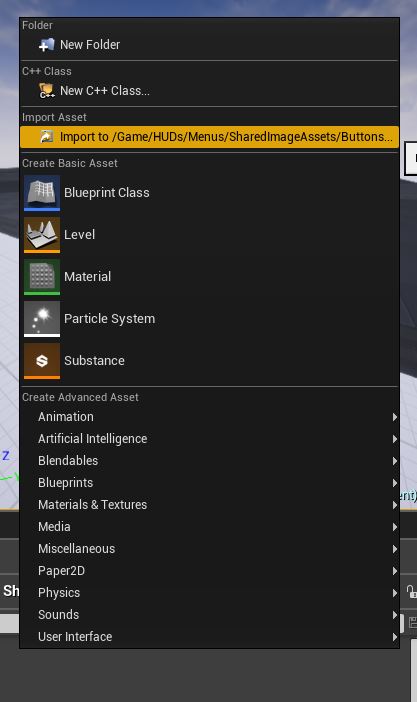 Folder
New Folder
C++ Class
New C++ Class...
Import Asset
Import to /Game/HUDs/Menus/SharedImageAssets/Buttons...
Create Basic Asset
Blueprint Class
Level
Material
Particle System
Substance
Create Advanced Asset
Animation
Artificial Intelligence
Blendables
Blueprints
Z
Materials & Textures
ent)
Media
Miscellaneous
Paper2D
Physics
Sh
Sounds
User Interface